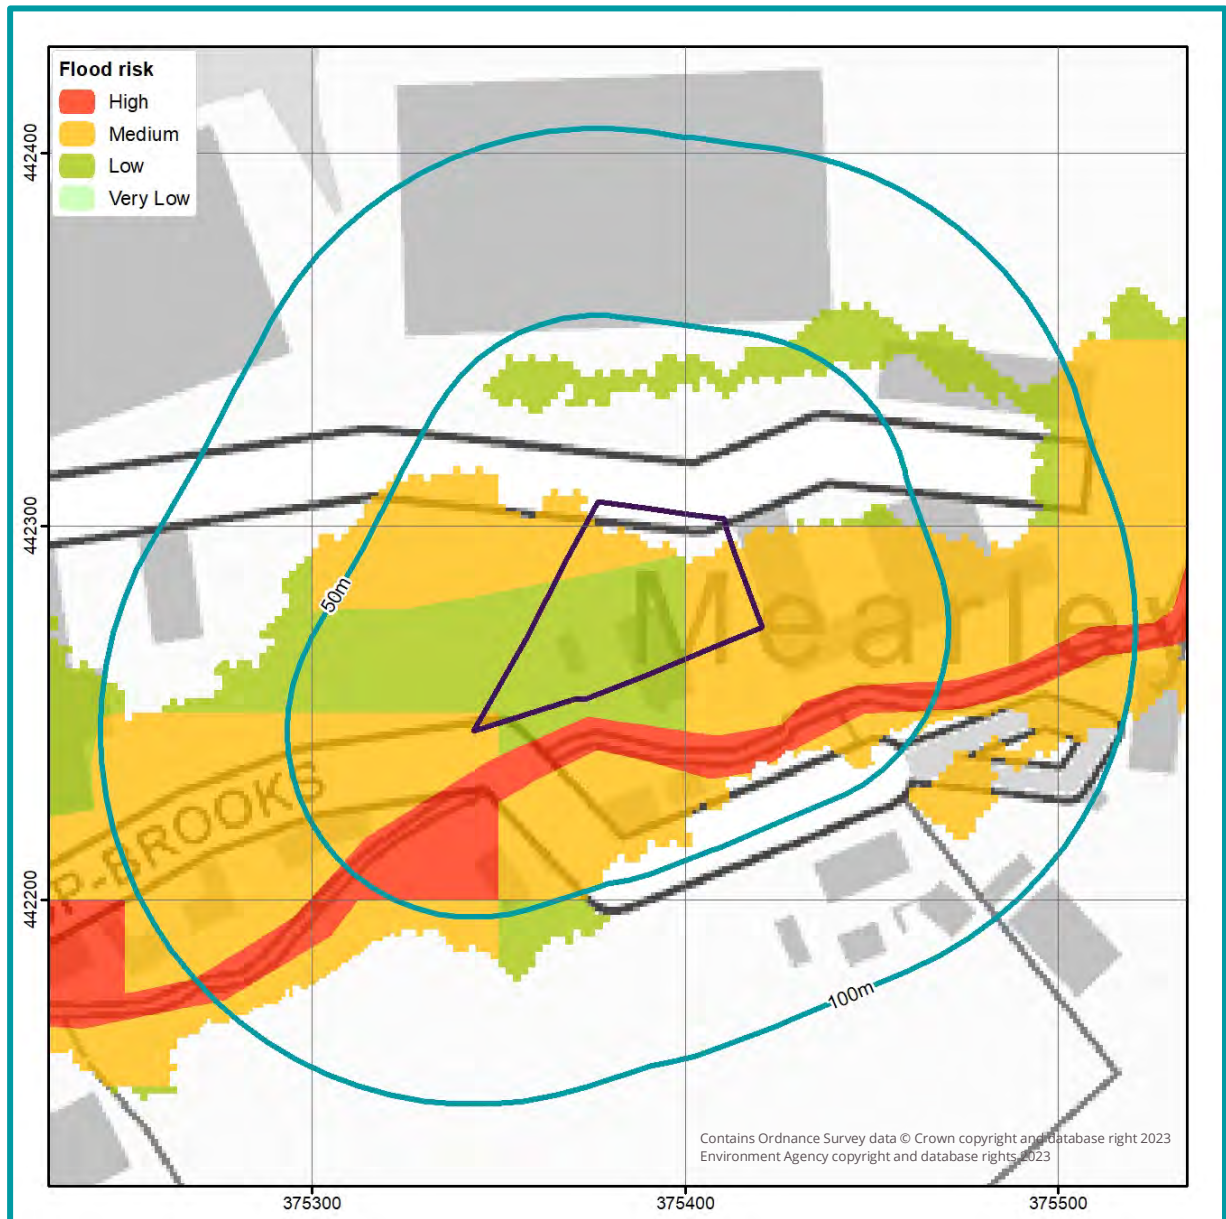 Flood risk
High
Medium
Low
Very Low
442400
442300
442200
50m
Mearley
P-BROOKS
100m
Contains Ordnance Survey data © Crown copyright and database right 2023
Environment Agency copyright and database rights 2023
375300
375400
375500